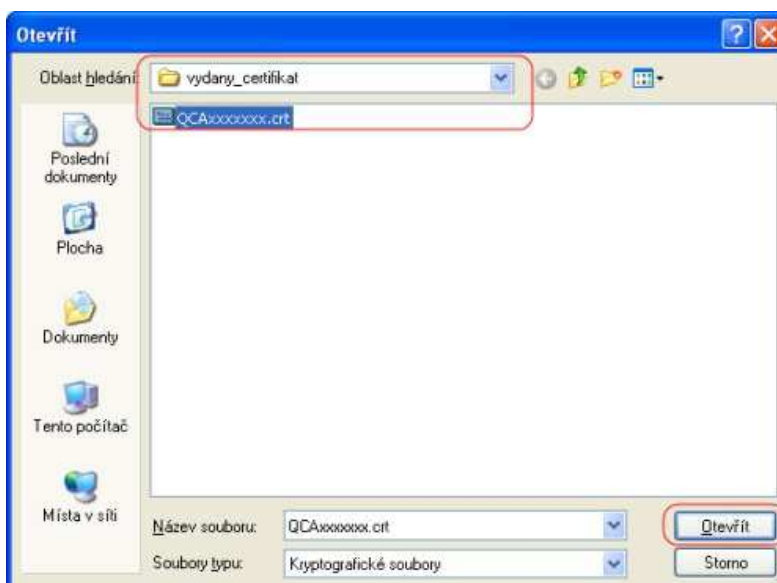 Otevřít
Oblast hledání:
vydany_certifikat
QCAxxxxxxx.crt
Poslední
dokumenty
Plocha
Dokumenty
Tento počítač
Místa v síti
Název souboru:
QCAxxxxxxx.crt
Otevřít
Soubory typu:
Kryptografické soubory
Storno